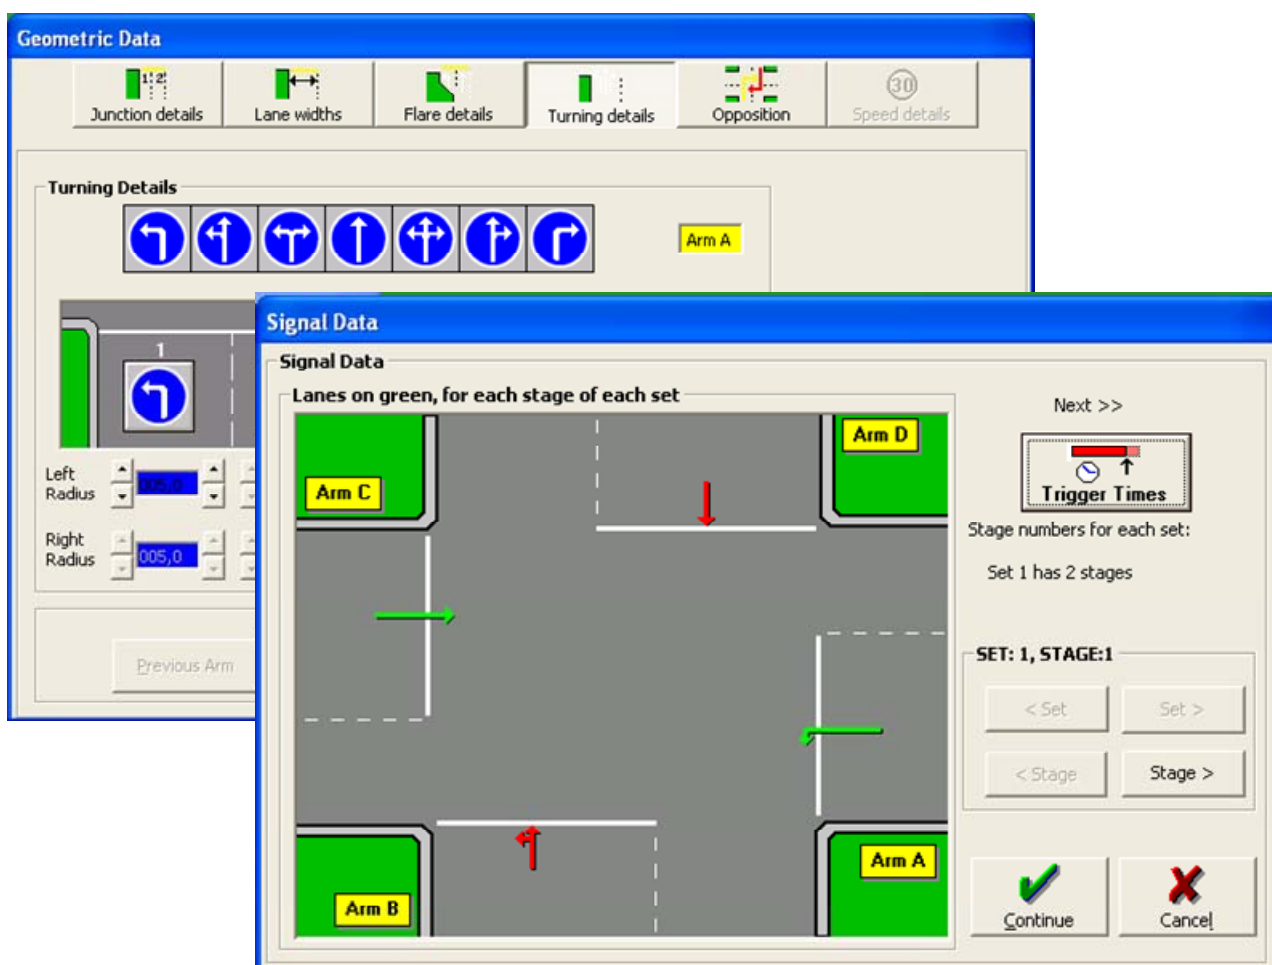 Geometric Data
1 2
Junction details
Lane widths
Flare details
Turning details
Opposition
30
Speed details
Turning Details
Arm A
1
Left
Radius
005,0
Right
Radius
005,0
Previous Arm
Signal Data
Signal Data
Lanes on green, for each stage of each set
Arm D
Arm C
Arm A
Arm B
Next >>
Trigger Times
Stage numbers for each set:
Set 1 has 2 stages
SET: 1, STAGE:1
< Set
Set >
< Stage
Stage >
Continue
Cancel